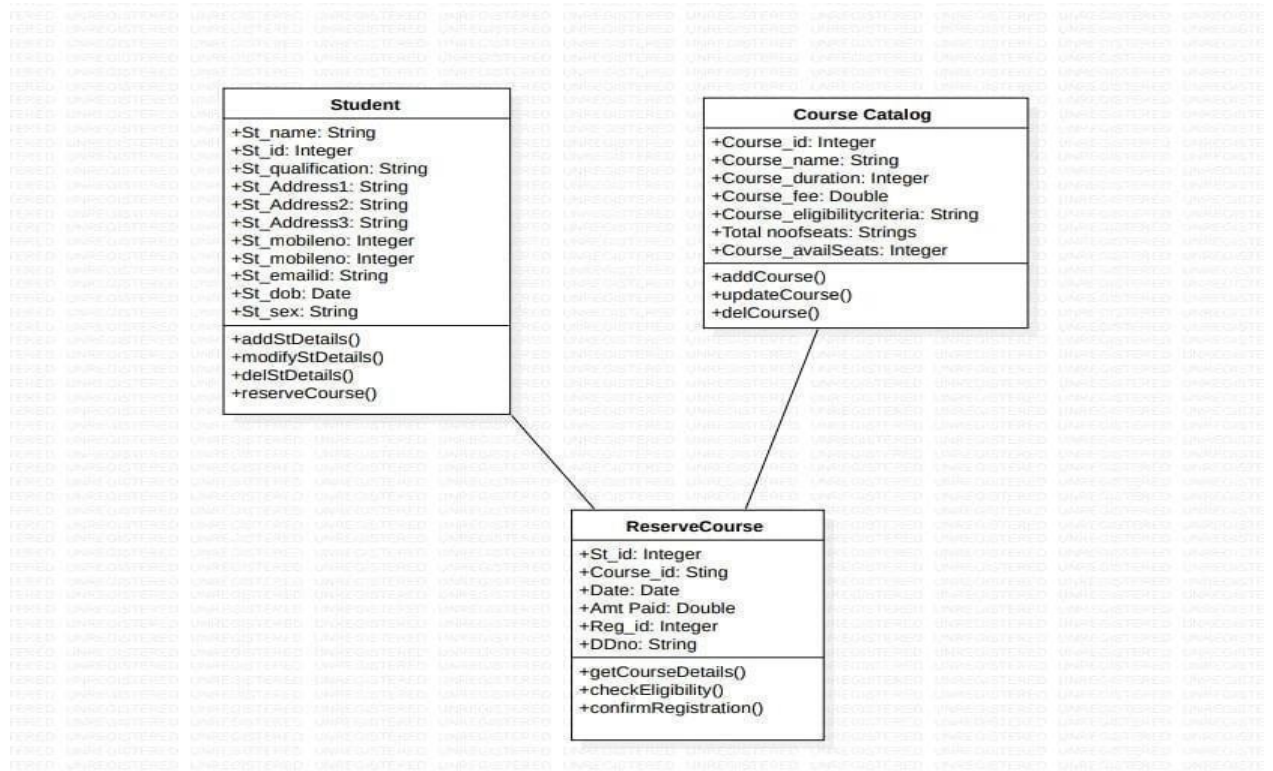 Student
+St_name: String
+St_id: Integer
+St_qualification: String
+St_Address1: String
+St_Address2: String
+St_Address3: String
+St_mobileno: Integer
+St_mobileno: Integer
+St_emailid: String
+St_dob: Date
+St_sex: String
+addStDetails()
+modifyStDetails()
+delStDetails()
+reserveCourse()
Course Catalog
+Course_id: Integer
+Course_name: String
+Course_duration: Integer
+Course_fee: Double
+Course_eligibilitycriteria: String
+Total noofseats: Strings
+Course_availSeats: Integer
+addCourse()
+updateCourse()
+delCourse()
ReserveCourse
+St_id: Integer
+Course_id: Sting
+Date: Date
+Amt Paid: Double
+Reg_id: Integer
+DDno: String
+getCourseDetails()
+checkEligibility()
+confirmRegistration()